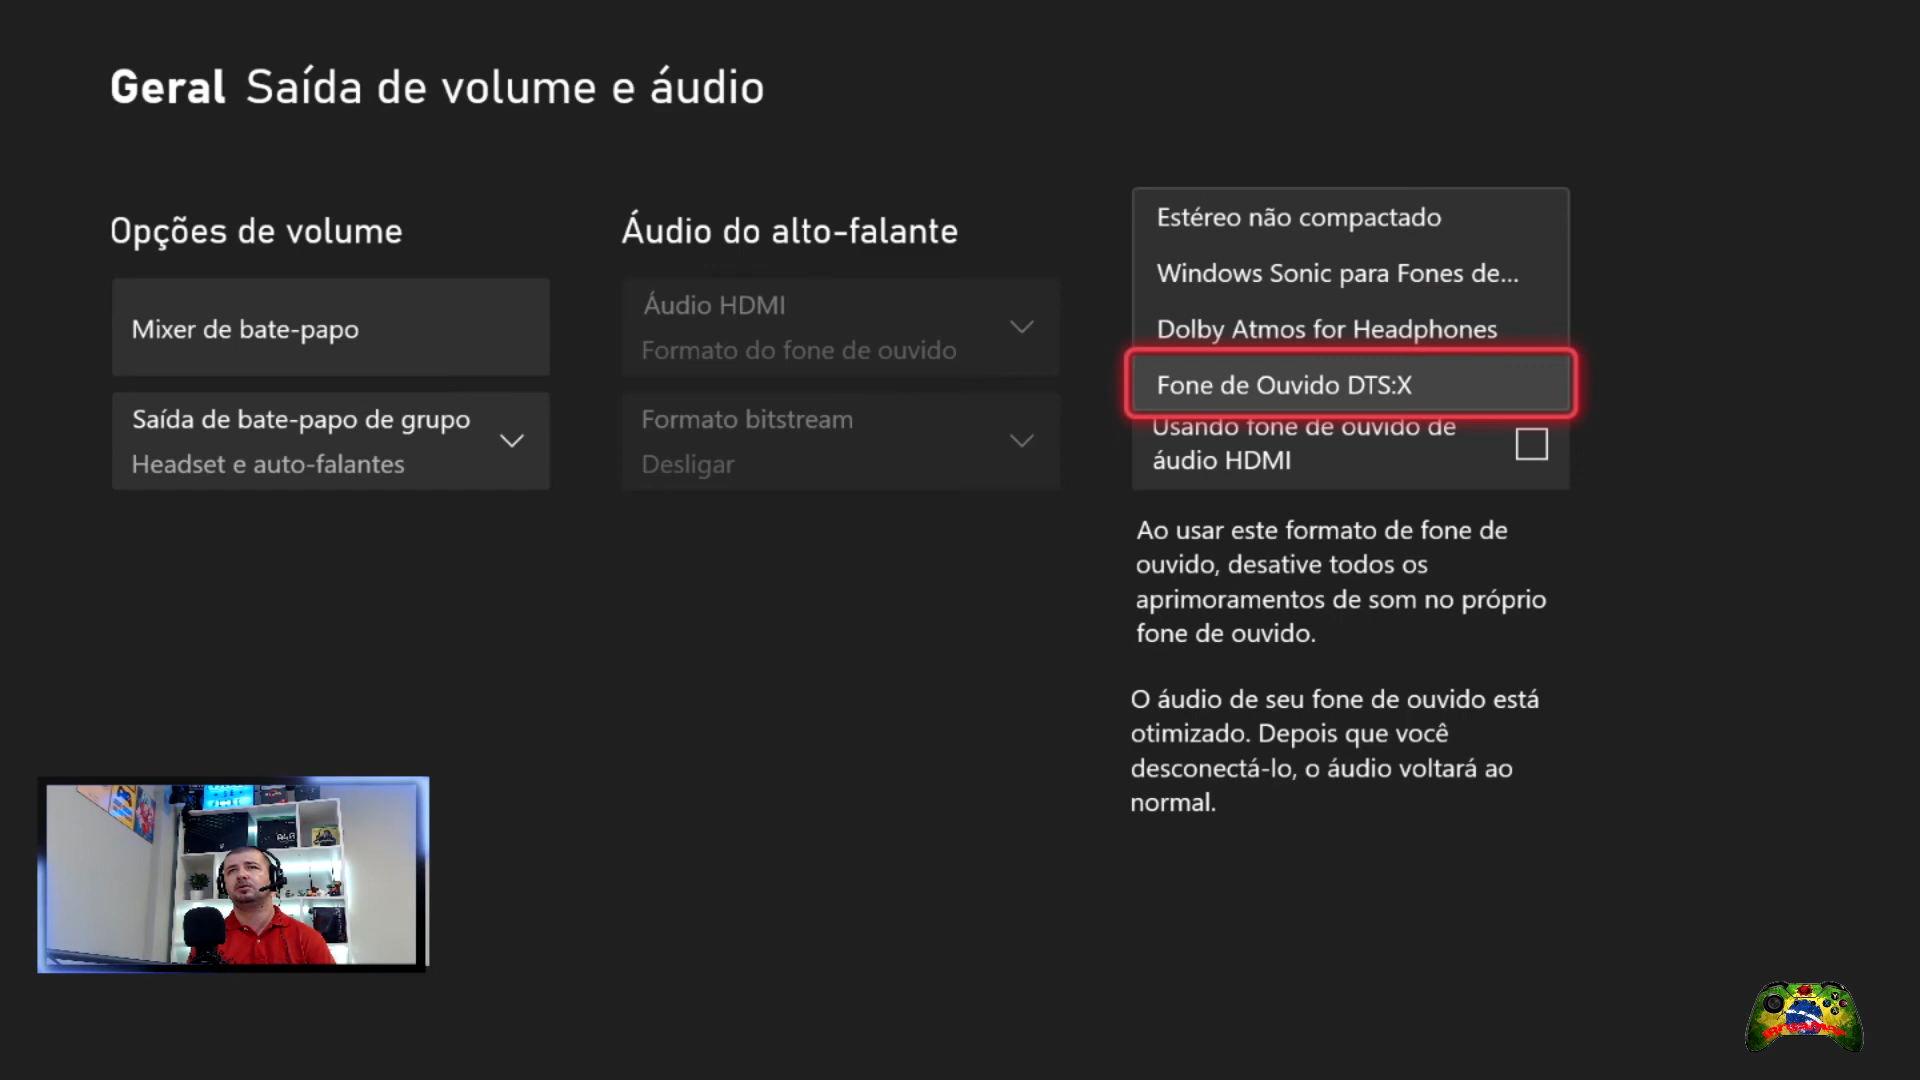 Geral Saída de volume e áudio
Opções de volume
Mixer de bate-papo
Saída de bate-papo de grupo
Headset e auto-falantes
Áudio do alto-falante
Áudio HDMI
Formato do fone de ouvido
Formato bitstream
Desligar
Estéreo não compactado
Windows Sonic para Fones de...
Dolby Atmos for Headphones
Fone de Ouvido DTS:X
Usando fone de ouvido de
áudio HDMI
Ao usar este formato de fone de
ouvido, desative todos os
aprimoramentos de som no próprio
fone de ouvido.
O áudio de seu fone de ouvido está
otimizado. Depois que você
desconectá-lo, o áudio voltará ao
normal.